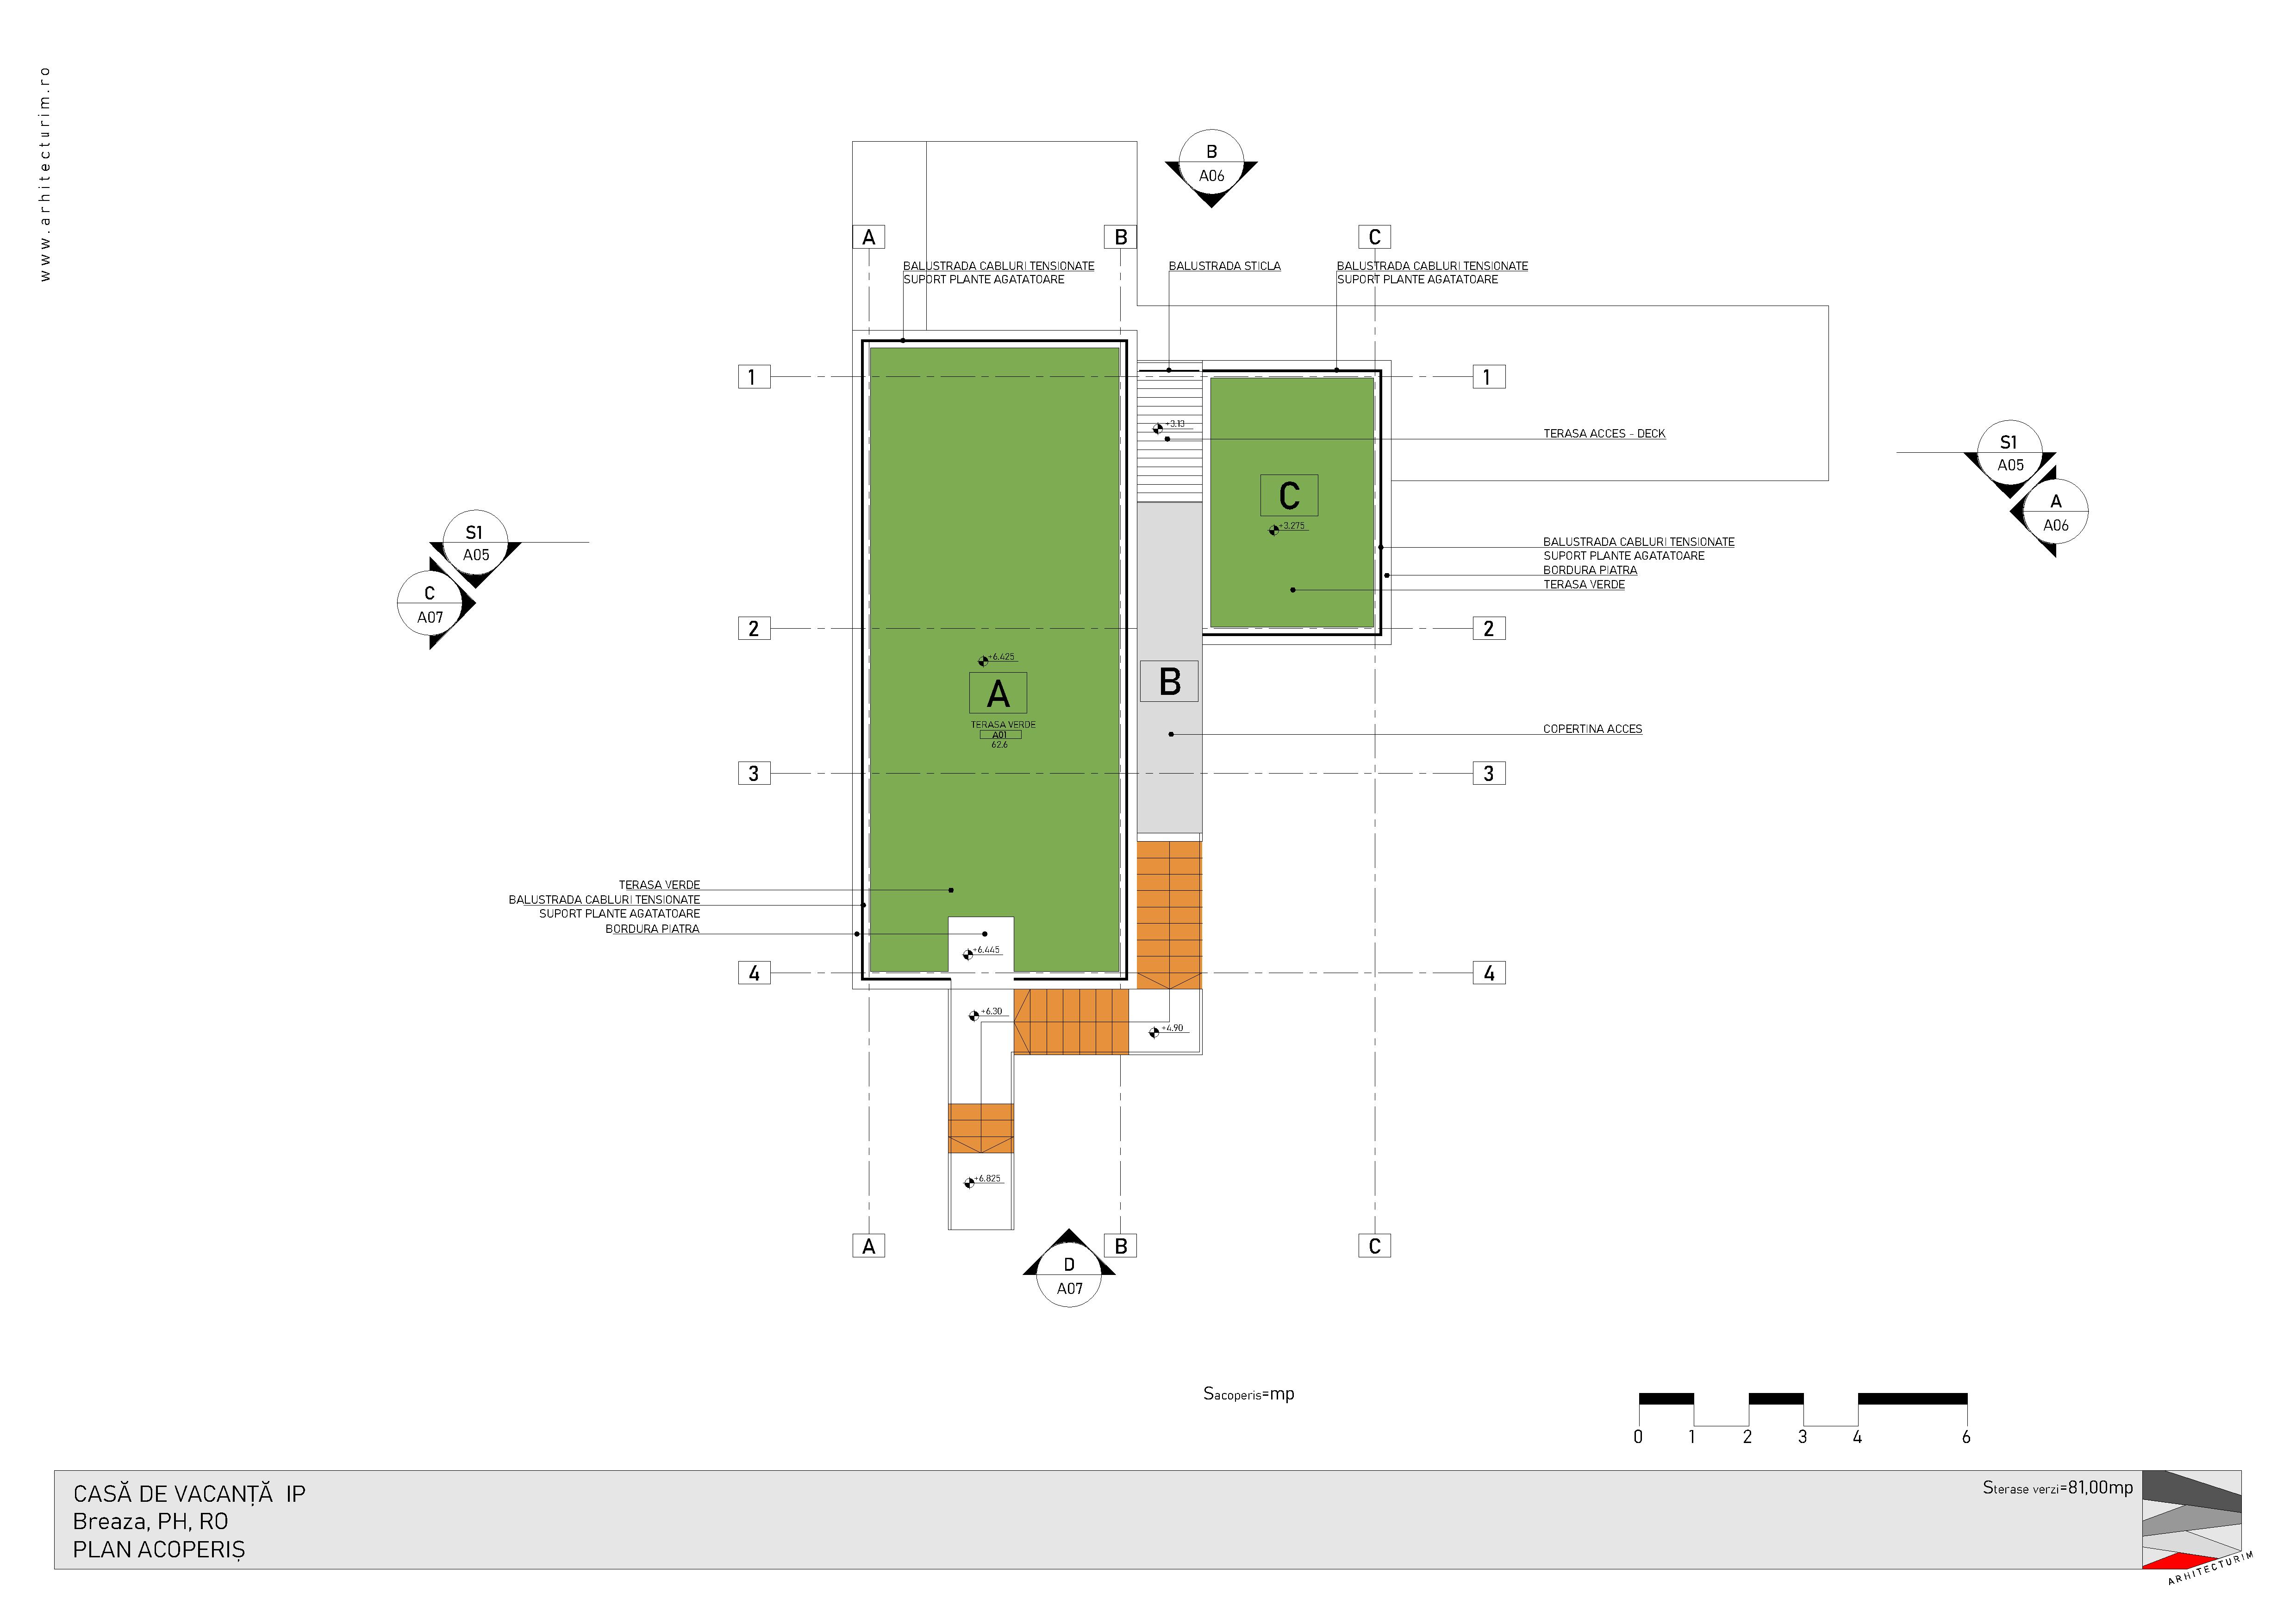 www.arhitecturim.ro
B
A06
A
B
C
BALUSTRADA CABLURI TENSIONATE
SUPORT PLANTE AGATATOARE
BALUSTRADA STICLA
BALUSTRADA CABLURI TENSIONATE
SUPORT PLANTE AGATATOARE
1
1
+3.13
TERASA ACCES - DECK
S1
A05
A
A06
C
+3.275
S1
A05
C
A07
BALUSTRADA CABLURI TENSIONATE
SUPORT PLANTE AGATATOARE
BORDURA PIATRA
TERASA VERDE
2
2
+6.425
A
TERASA VERDE
A01
62.6
B
COPERTINA ACCES
3
3
TERASA VERDE
BALUSTRADA CABLURI TENSIONATE
SUPORT PLANTE AGATATOARE
BORDURA PIATRA
+6.445
4
4
+6.30
+4.90
+6.825
A
B
C
D
A07
Sacoperis=mp
0 1 2 3 4 6
CASĂ DE VACANȚĂ IP
Breaza, PH, RO
PLAN ACOPERIȘ
Sterase verzi=81,00mp
ARHITECTURIM